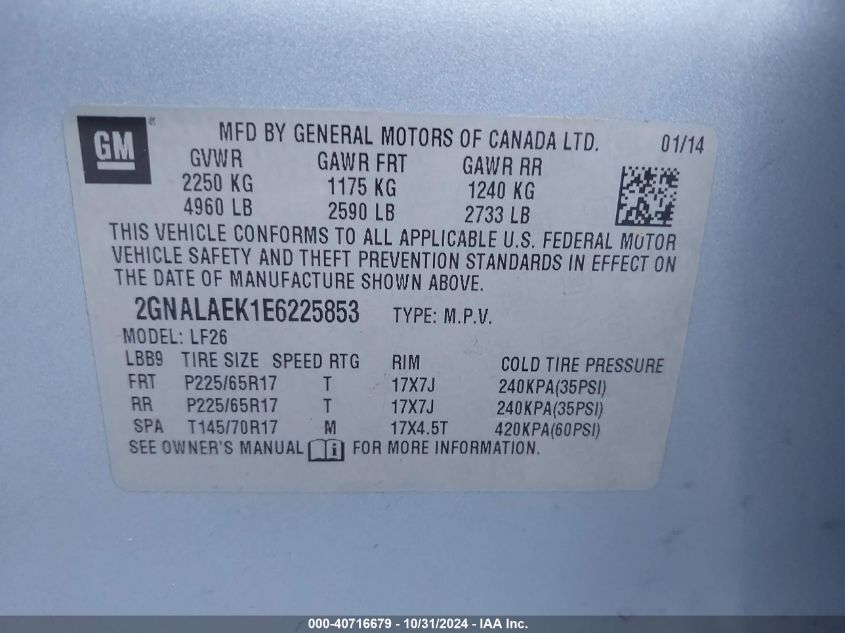 GM
MFD BY GENERAL MOTORS OF CANADA LTD. 01/14
GVWR GAWR FRT GAWR RR
2250 KG 1175 KG 1240 KG
4960 LB 2590 LB 2733 LB
THIS VEHICLE CONFORMS TO ALL APPLICABLE U.S. FEDERAL MOTOR
VEHICLE SAFETY AND THEFT PREVENTION STANDARDS IN EFFECT ON
THE DATE OF MANUFACTURE SHOWN ABOVE.
2GNALAEK1E6225853 TYPE: M.P.V.
MODEL: LF26
LBB9 TIRE SIZE SPEED RTG RIM COLD TIRE PRESSURE
FRT P225/65R17 T 17X7J 240KPA(35PSI)
RR P225/65R17 T 17X7J 240KPA(35PSI)
SPA T145/70R17 M 17X4.5T 420KPA(60PSI)
SEE OWNER'S MANUAL i FOR MORE INFORMATION.
000-40716679 - 10/31/2024 - IAA Inc.